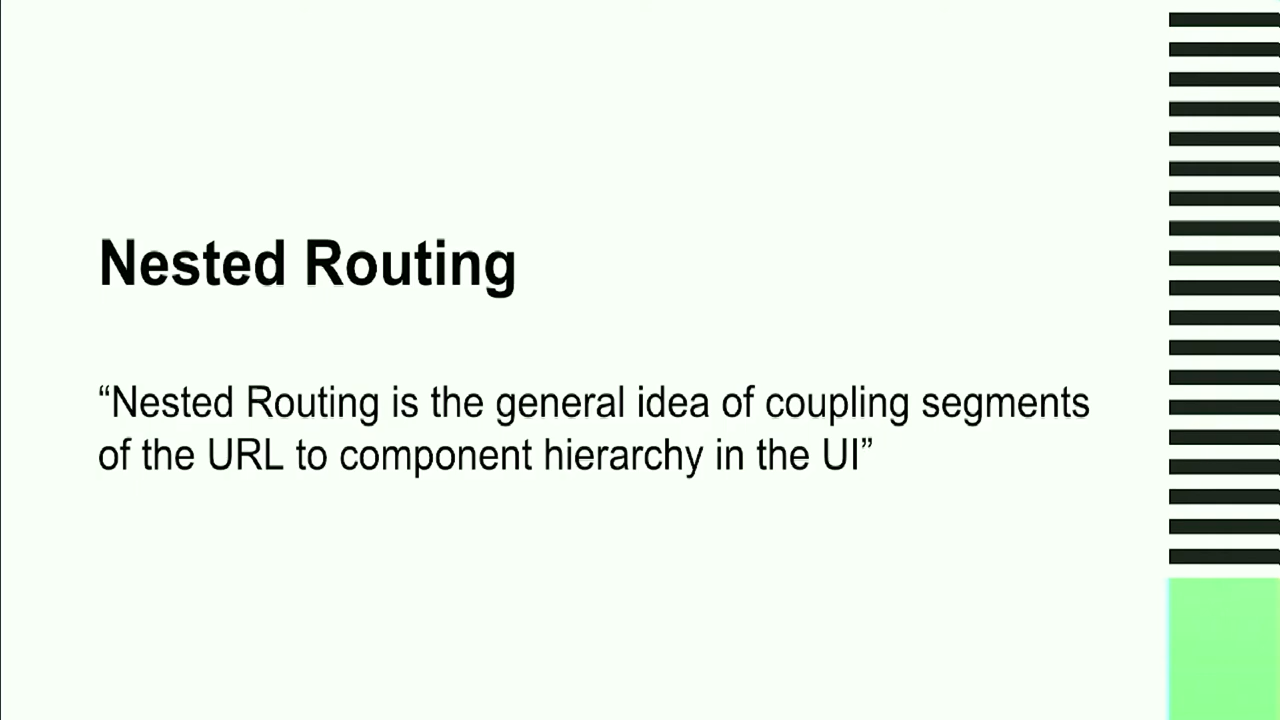 Nested Routing
“Nested Routing is the general idea of coupling segments
of the URL to component hierarchy in the UI”